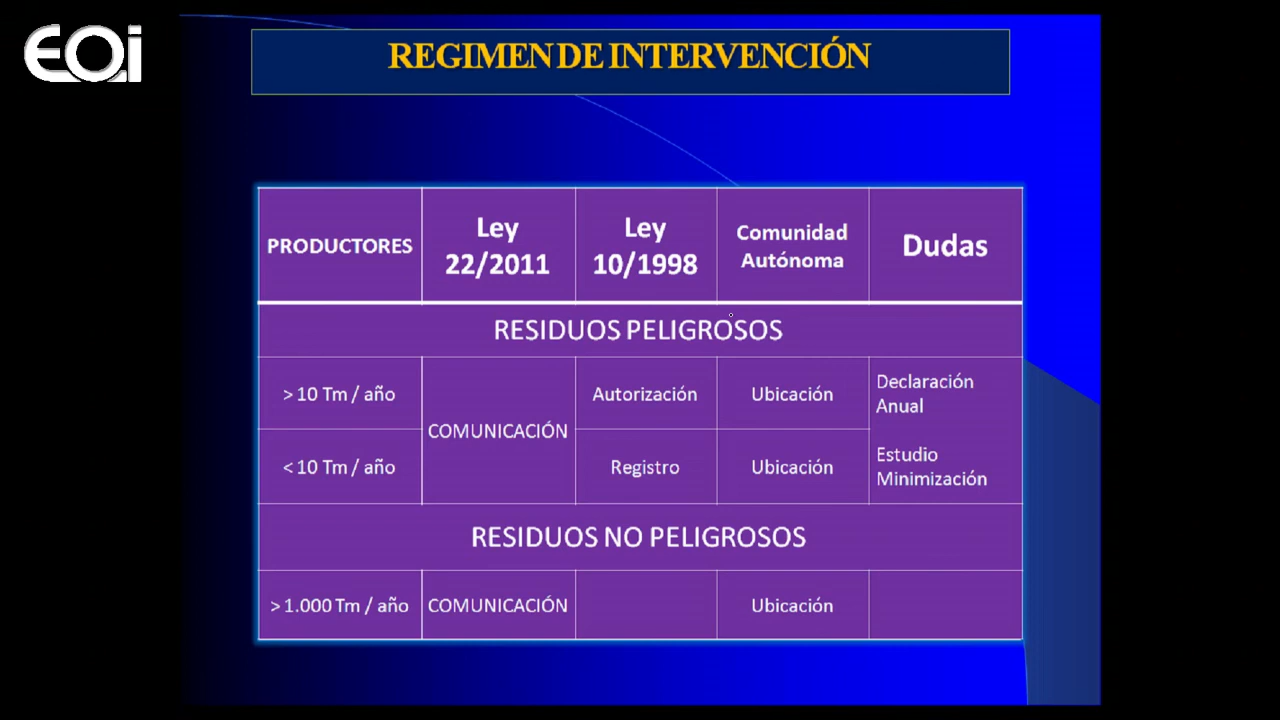 EOi
REGIMEN DE INTERVENCIÓN
PRODUCTORES
Ley
22/2011
Ley
10/1998
Comunidad
Autónoma
Dudas
RESIDUOS PELIGROSOS
> 10 Tm / año
COMUNICACIÓN
Autorización
Ubicación
Declaración
Anual
< 10 Tm / año
Registro
Ubicación
Estudio
Minimización
RESIDUOS NO PELIGROSOS
> 1.000 Tm / año
COMUNICACIÓN
Ubicación